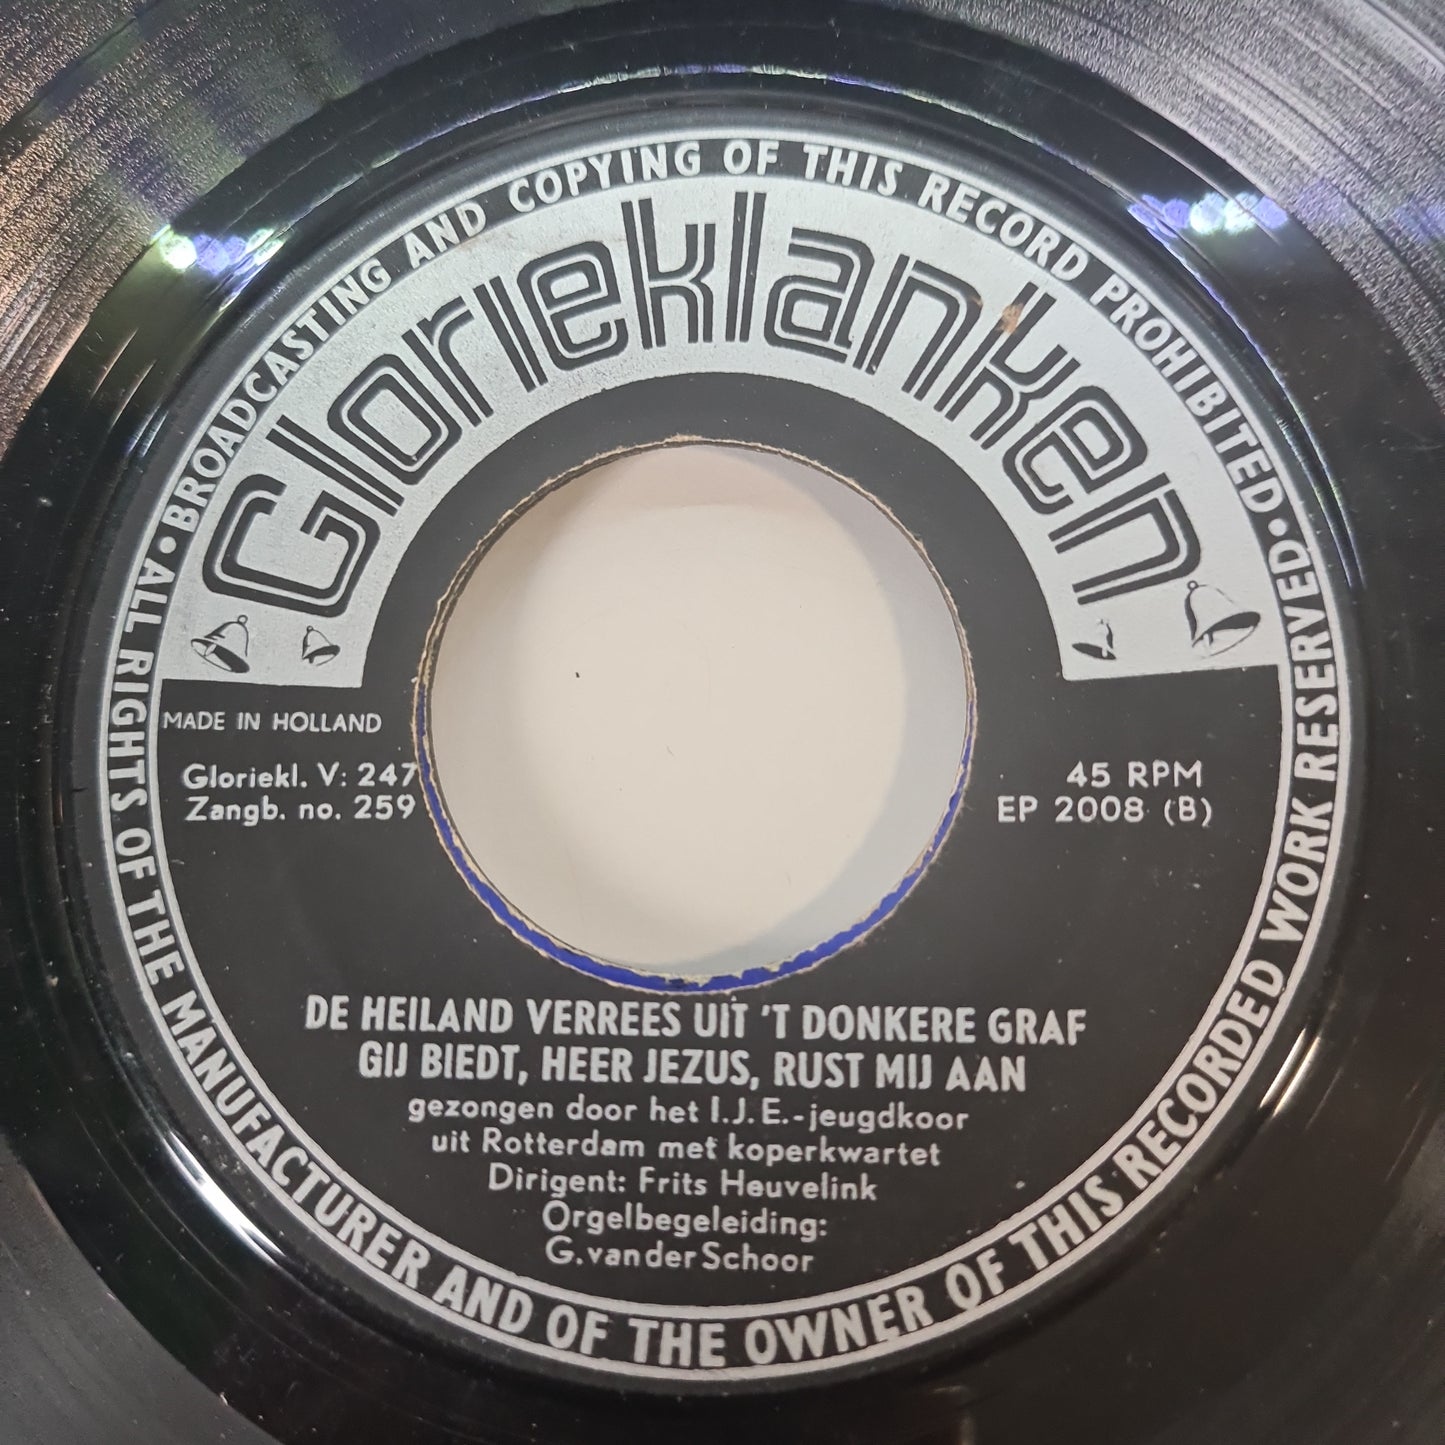 • BROADCASTING AND COPYING OF THIS RECORD PROHIBITED •
Glorieklanken
MADE IN HOLLAND
Gloriekl. V: 247
Zangb. no. 259
45 RPM
EP 2008 (B)
DE HEILAND VERREES UIT 'T DONKERE GRAF
GIJ BIEDT, HEER JEZUS, RUST MIJ AAN
gezongen door het I.J.E.-jeugdkoor
uit Rotterdam met koperkwartet
Dirigent: Frits Heuvelink
Orgelbegeleiding:
G. van der Schoor
ALL RIGHTS OF THE MANUFACTURER AND OF THE OWNER OF THIS RECORDED WORK RESERVED